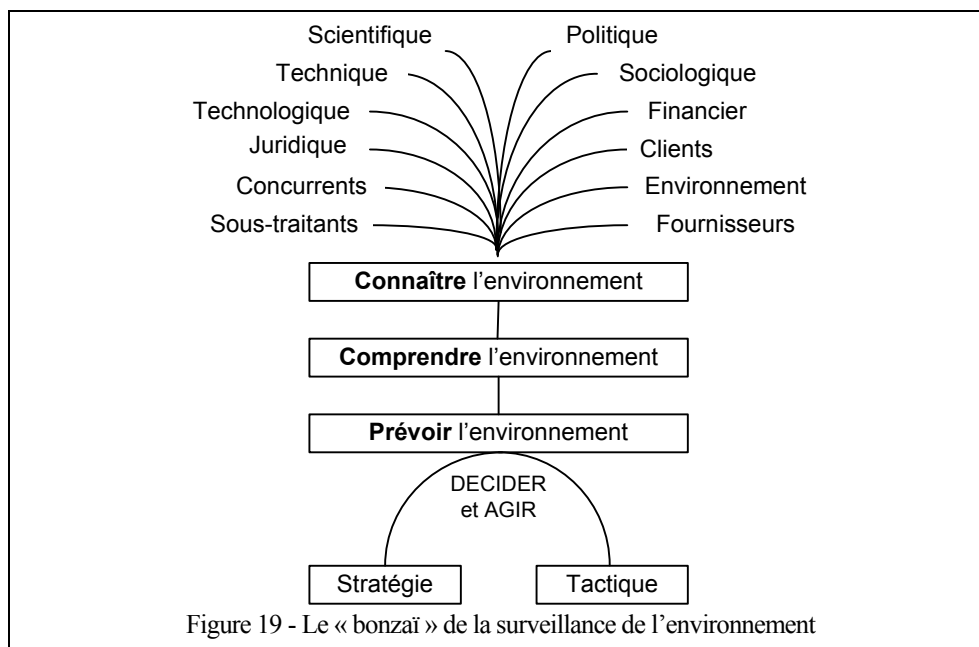 Scientifique
Politique
Technique
Sociologique
Technologique
Financier
Juridique
Clients
Concurrents
Environnement
Sous-traitants
Fournisseurs
Connaître l’environnement
Comprendre l’environnement
Prévoir l’environnement
DECIDER
et AGIR
Stratégie
Tactique
Figure 19 - Le « bonzaï » de la surveillance de l’environnement